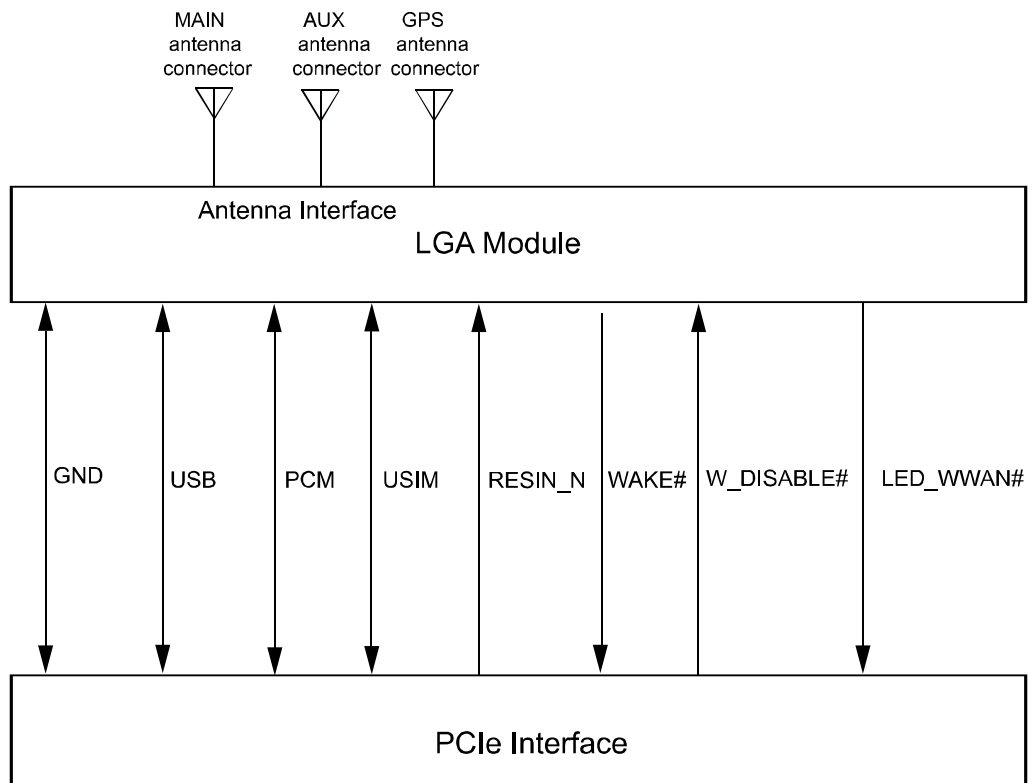 MAIN
antenna
connector
AUX
antenna
connector
GPS
antenna
connector
Antenna Interface
LGA Module
GND
USB
PCM
USIM
RESIN_N
WAKE#
W_DISABLE#
LED_WWAN#
PCIe Interface